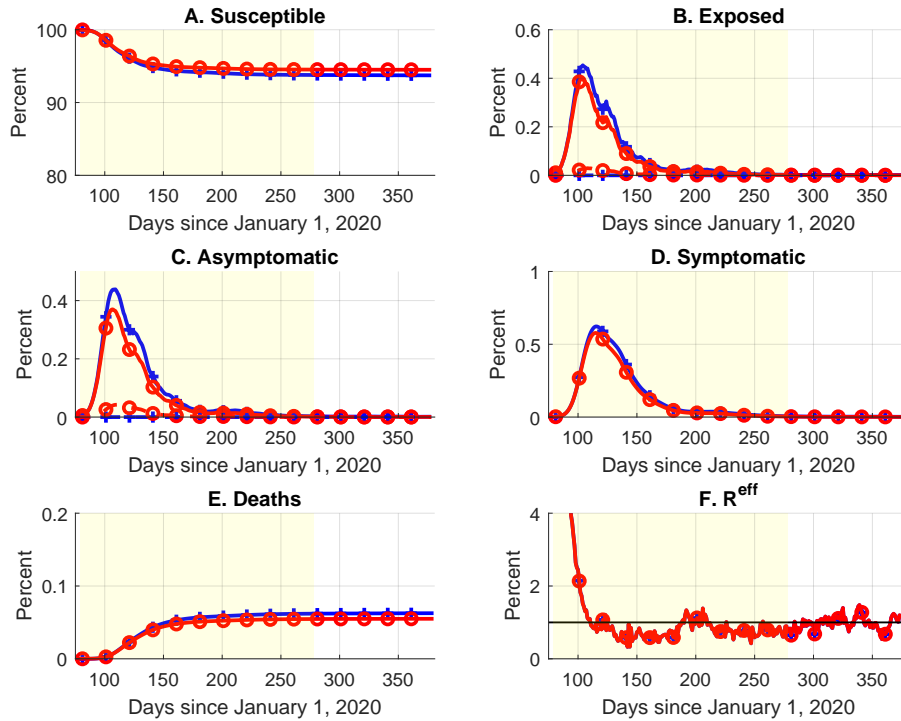 A. Susceptible
B. Exposed
Percent
100
90
80
100 150 200 250 300 350
Days since January 1, 2020
Percent
0.6
0.4
0.2
0
100 150 200 250 300 350
Days since January 1, 2020
C. Asymptomatic
D. Symptomatic
Percent
0.4
0.2
0
100 150 200 250 300 350
Days since January 1, 2020
Percent
1
0.5
0
100 150 200 250 300 350
Days since January 1, 2020
E. Deaths
F. R^eff
Percent
0.2
0.1
0
100 150 200 250 300 350
Days since January 1, 2020
Percent
4
2
0
100 150 200 250 300 350
Days since January 1, 2020